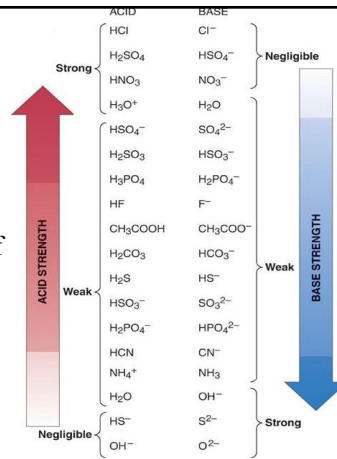 ACID BASE
HCl Cl⁻
Strong H₂SO₄ HSO₄⁻ Negligible
HNO₃ NO₃⁻
H₃O⁺ H₂O
HSO₄⁻ SO₄²⁻
H₂SO₃ HSO₃⁻
H₃PO₄ H₂PO₄⁻
HF F⁻
f
CH₃COOH CH₃COO⁻
H₂CO₃ HCO₃⁻ Weak
Weak H₂S HS⁻
HSO₃⁻ SO₃²⁻
H₂PO₄⁻ HPO₄²⁻
HCN CN⁻
NH₄⁺ NH₃
H₂O OH⁻
HS⁻ S²⁻ Strong
Negligible
OH⁻ O²⁻
ACID STRENGTH
BASE STRENGTH